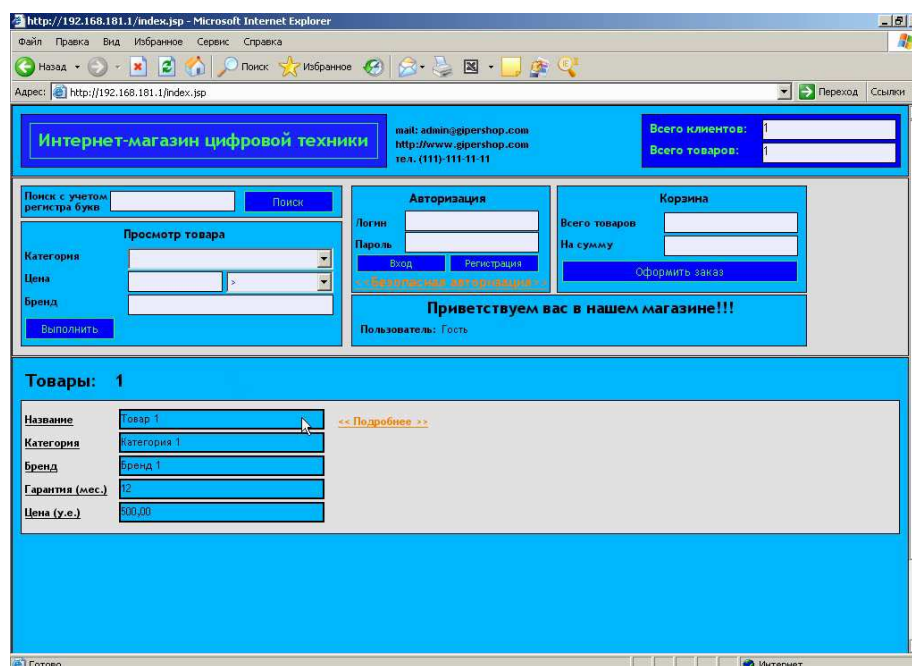 http://192.168.181.1/index.jsp - Microsoft Internet Explorer
Файл Правка Вид Избранное Сервис Справка
Назад Поиск Избранное
Адрес: http://192.168.181.1/index.jsp Переход Ссылки
Интернет-магазин цифровой техники
mail: admin@gipershop.com
http://www.gipershop.com
тел. (111)-111-11-11
Всего клиентов: 1
Всего товаров: 1
Поиск с учетом
регистра букв
Поиск
Просмотр товара
Категория
Цена >
Бренд
Выполнить
Авторизация
Логин
Пароль
Вход Регистрация
<<Безопасная авторизация>>
Корзина
Всего товаров
На сумму
Оформить заказ
Приветствуем вас в нашем магазине!!!
Пользователь: Гость
Товары: 1
Название Товар 1 << Подробнее >>
Категория Категория 1
Бренд Бренд 1
Гарантия (мес.) 12
Цена (у.е.) 500,00
Готово Интернет